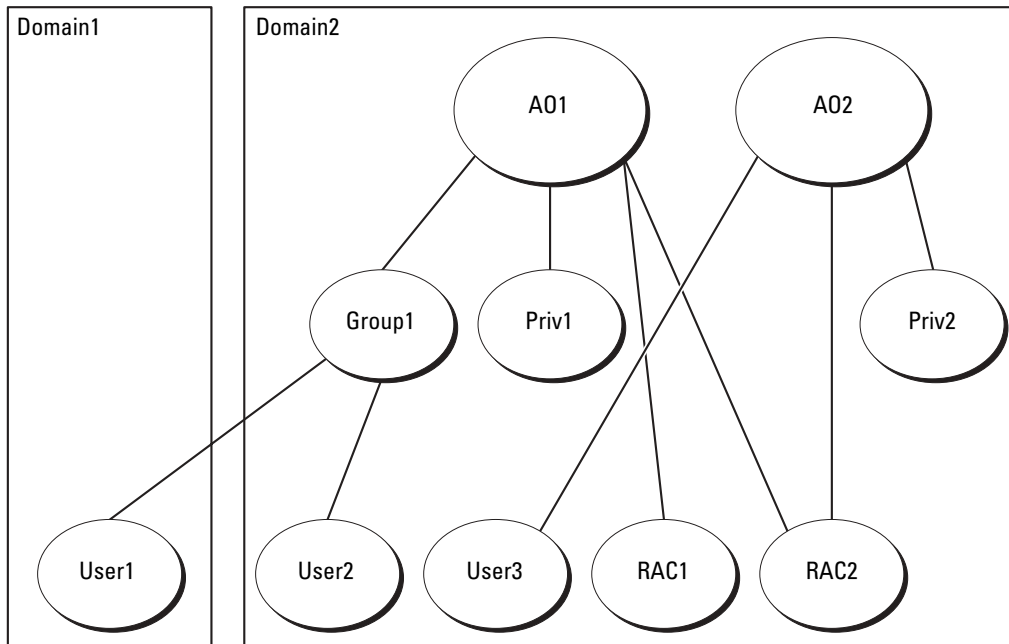 Domain1
Domain2
AO1
AO2
Group1
Priv1
Priv2
User1
User2
User3
RAC1
RAC2